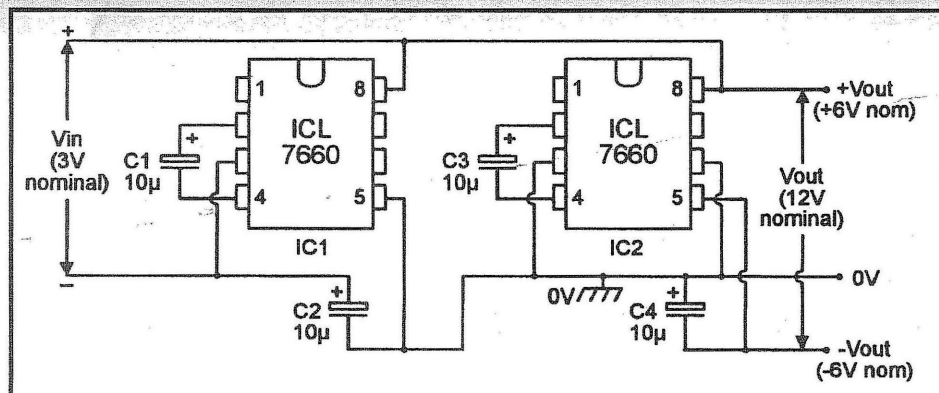 +
Vin
(3V
nominal)
−
1
8
ICL
7660
4
5
IC1
C1
10µ
+
C2
10µ
+
1
8
ICL
7660
4
5
IC2
C3
10µ
+
0V
C4
10µ
+
+Vout
(+6V nom)
Vout
(12V
nominal)
0V
-Vout
(-6V nom)